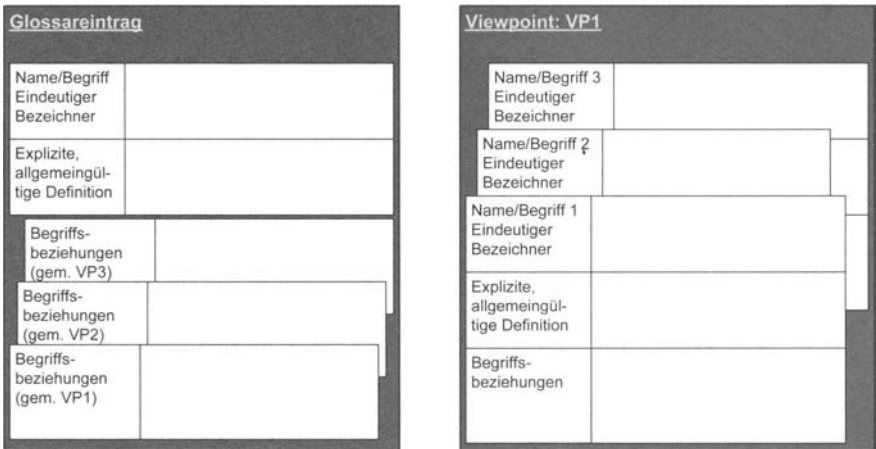 Glossareintrag
Name/Begriff
Eindeutiger
Bezeichner
Explizite,
allgemeingül-
tige Definition
Begriffs-
beziehungen
(gem. VP3)
Begriffs-
beziehungen
(gem. VP2)
Begriffs-
beziehungen
(gem. VP1)
Viewpoint: VP1
Name/Begriff 3
Eindeutiger
Bezeichner
Name/Begriff 2
Eindeutiger
Bezeichner
Name/Begriff 1
Eindeutiger
Bezeichner
Explizite,
allgemeingül-
tige Definition
Begriffs-
beziehungen